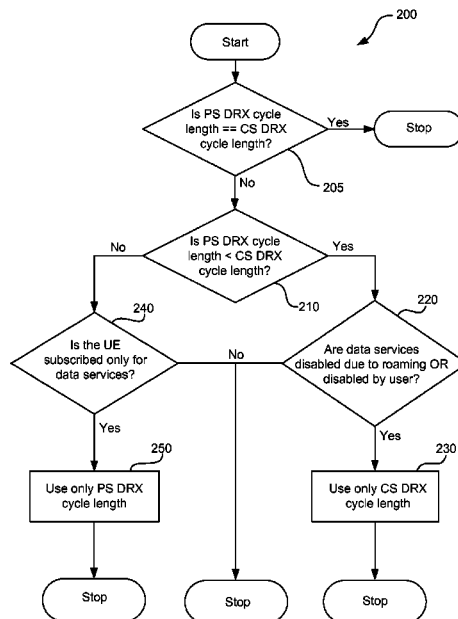 200
Start
Is PS DRX cycle
length == CS DRX
cycle length?
Yes
Stop
205
No
Is PS DRX cycle
length < CS DRX
cycle length?
No
Yes
210
240
220
Is the UE
subscribed only for
data services?
No
Are data services
disabled due to roaming OR
disabled by user?
Yes
Yes
250
230
Use only PS DRX
cycle length
Use only CS DRX
cycle length
Stop
Stop
Stop